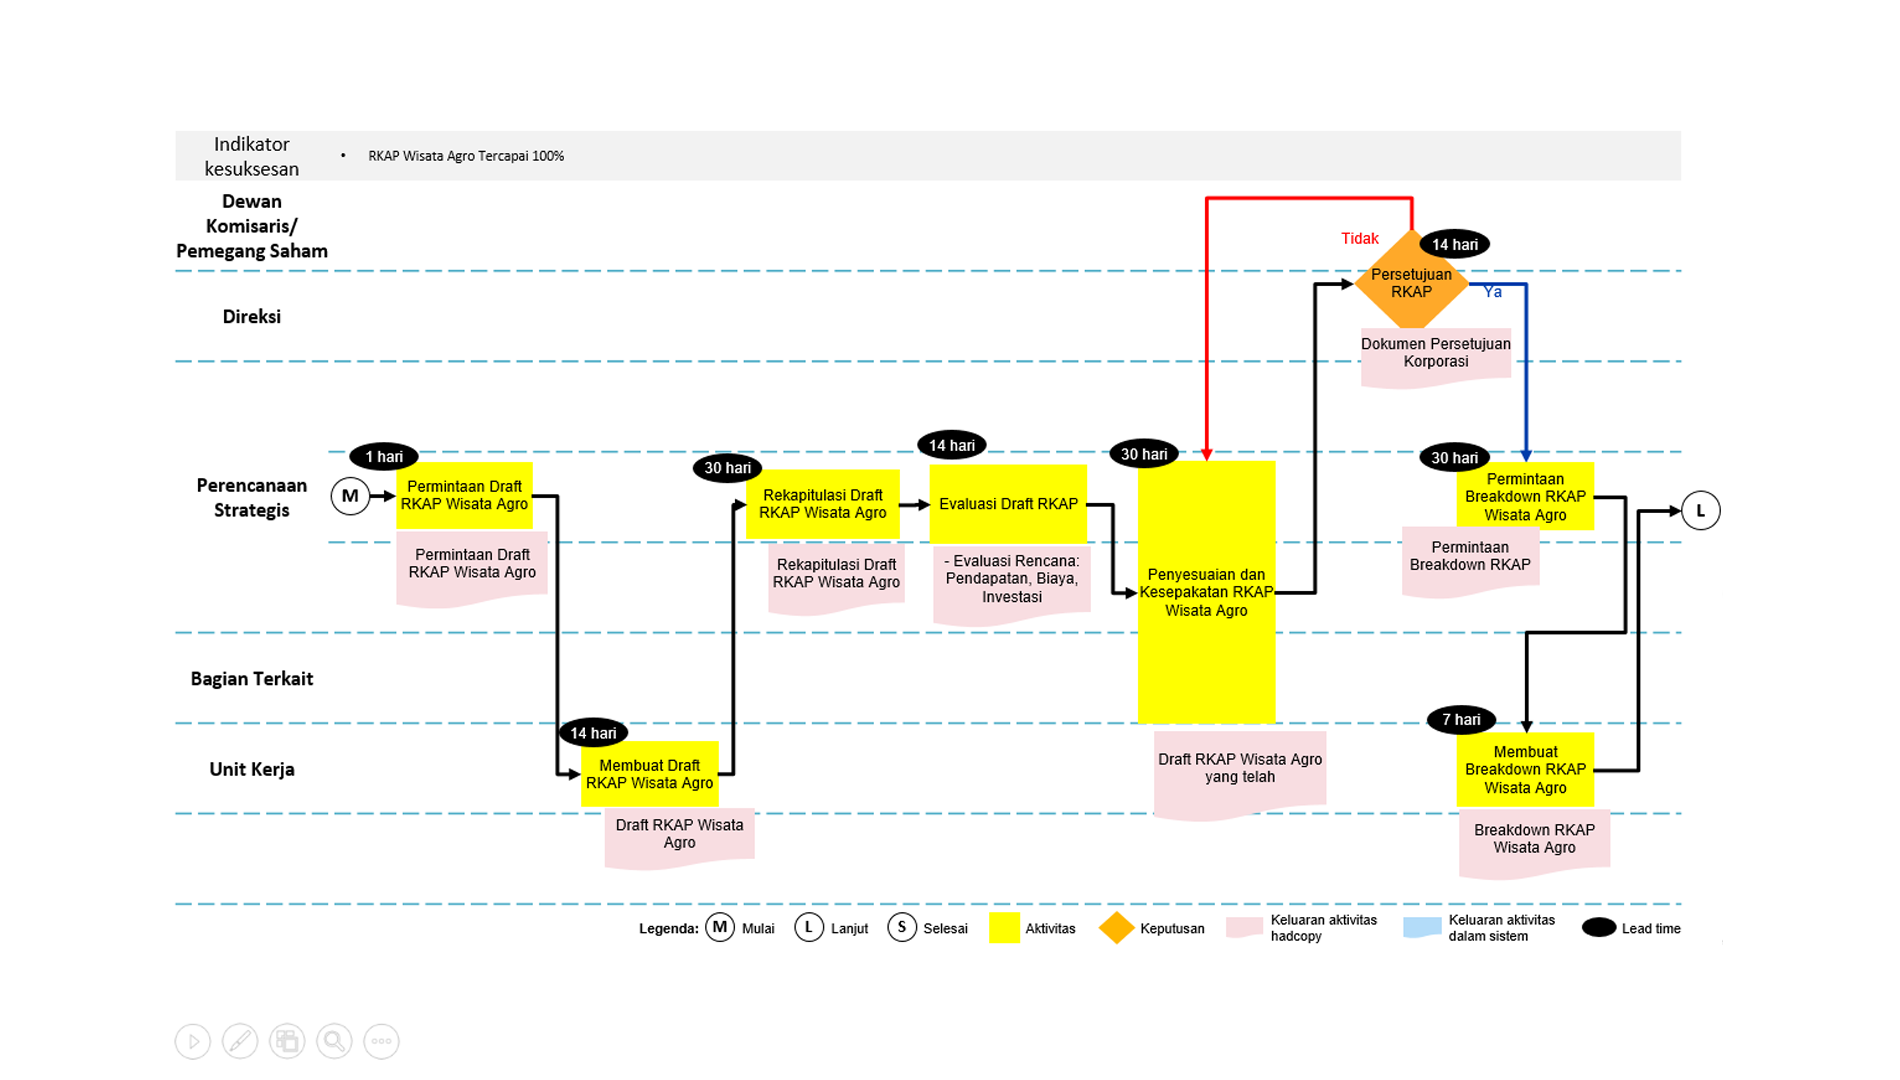 Indikator
kesuksesan
• RKAP Wisata Agro Tercapai 100%
Dewan
Komisaris/
Pemegang Saham
Tidak
14 hari
Persetujuan
RKAP
Ya
Direksi
Dokumen Persetujuan
Korporasi
Perencanaan
Strategis
M
1 hari
Permintaan Draft
RKAP Wisata Agro
Permintaan Draft
RKAP Wisata Agro
30 hari
Rekapitulasi Draft
RKAP Wisata Agro
Rekapitulasi Draft
RKAP Wisata Agro
14 hari
Evaluasi Draft RKAP
- Evaluasi Rencana:
Pendapatan, Biaya,
Investasi
30 hari
Penyesuaian dan
Kesepakatan RKAP
Wisata Agro
30 hari
Permintaan
Breakdown RKAP
Wisata Agro
Permintaan
Breakdown RKAP
L
Bagian Terkait
Unit Kerja
14 hari
Membuat Draft
RKAP Wisata Agro
Draft RKAP Wisata
Agro
Draft RKAP Wisata Agro
yang telah
7 hari
Membuat
Breakdown RKAP
Wisata Agro
Breakdown RKAP
Wisata Agro
Legenda: M Mulai L Lanjut S Selesai Aktivitas Keputusan
Keluaran aktivitas
hadcopy
Keluaran aktivitas
dalam sistem
Lead time